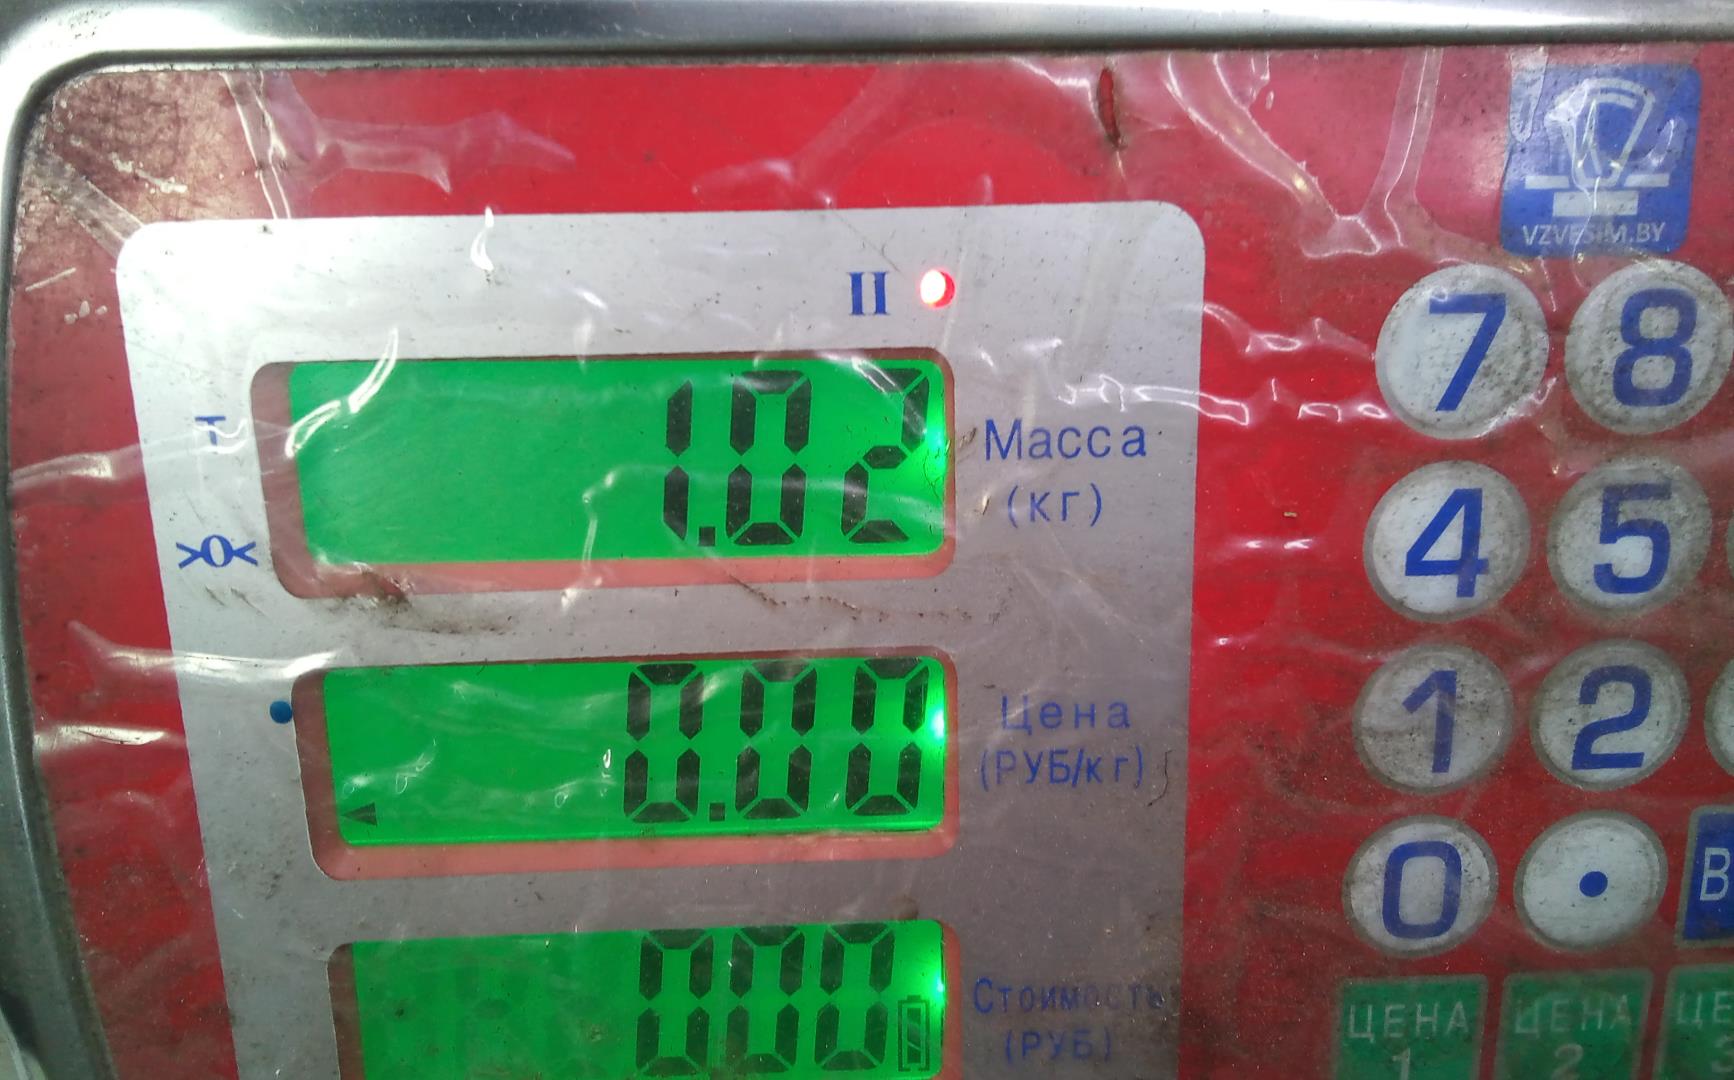 VZVESIM.BY
II
T
1.02
Масса
(кг)
>0<
0.00
Цена
(РУБ/кг)
000
Стоимость
(РУБ)
7 8
4 5
1 2
0 .
В
ЦЕНА 1
ЦЕНА 2